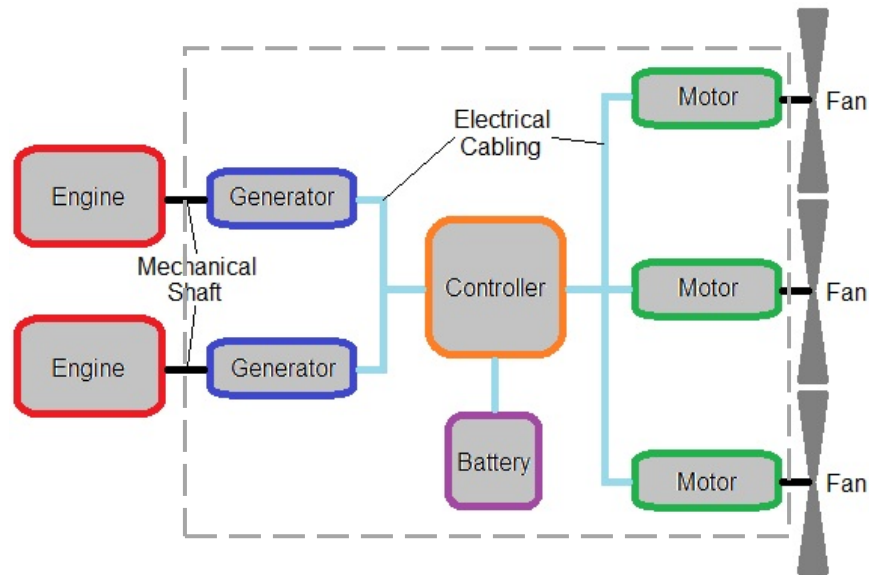 Motor
Fan
Electrical
Cabling
Engine
Generator
Mechanical
Shaft
Controller
Motor
Fan
Engine
Generator
Battery
Motor
Fan